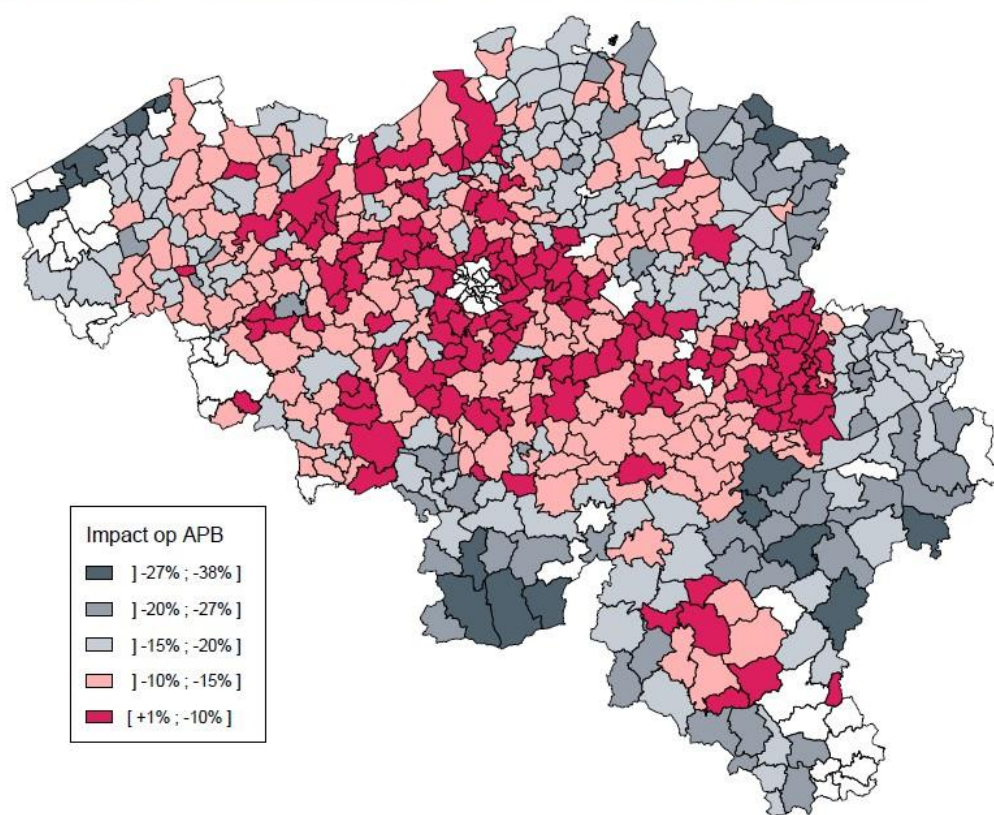 Impact op APB
] -27% ; -38% ]
] -20% ; -27% ]
] -15% ; -20% ]
] -10% ; -15% ]
[ +1% ; -10% ]